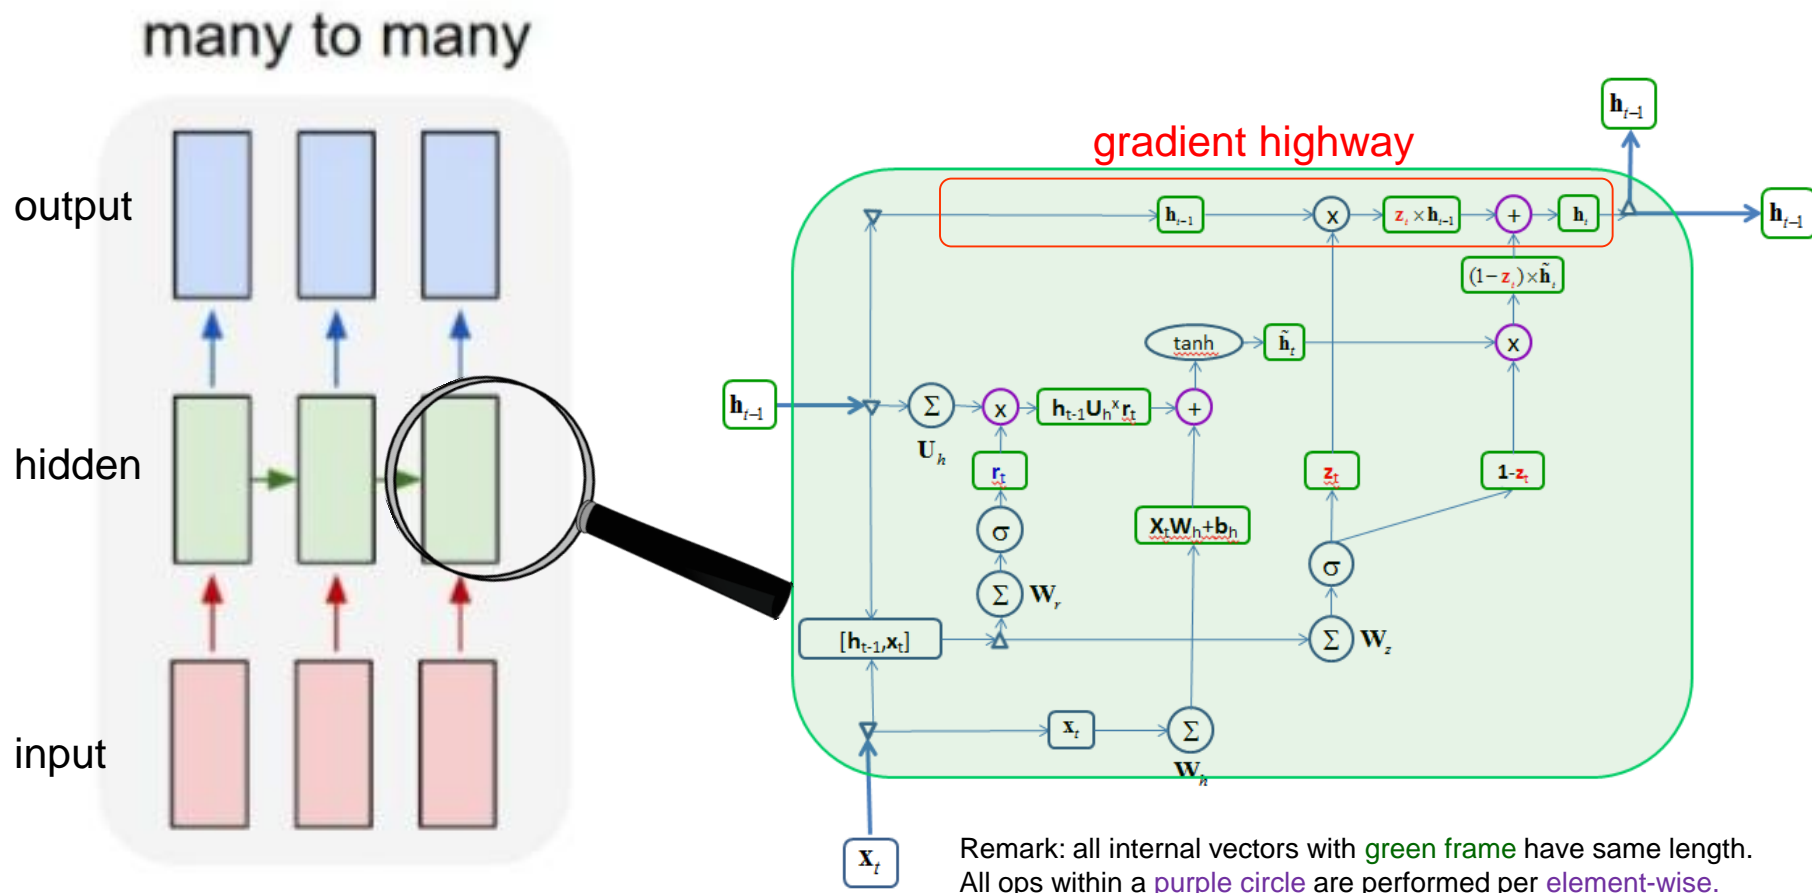 many to many
output
hidden
input
gradient highway
h_{t-1}
h_{t-1}
h_{t-1}
x
z_t × h_{t-1}
+
h_t
(1 − z_t) × h̃_t
tanh
h̃_t
x
h_{t-1}
Σ
x
h_{t-1}U_h^x r_t
+
U_h
r_t
z_t
1-z_t
σ
X_tW_h+b_h
σ
Σ W_r
[h_{t-1},x_t]
Σ W_z
x_t
Σ
W_h
X_t
Remark: all internal vectors with green frame have same length.
All ops within a purple circle are performed per element-wise.